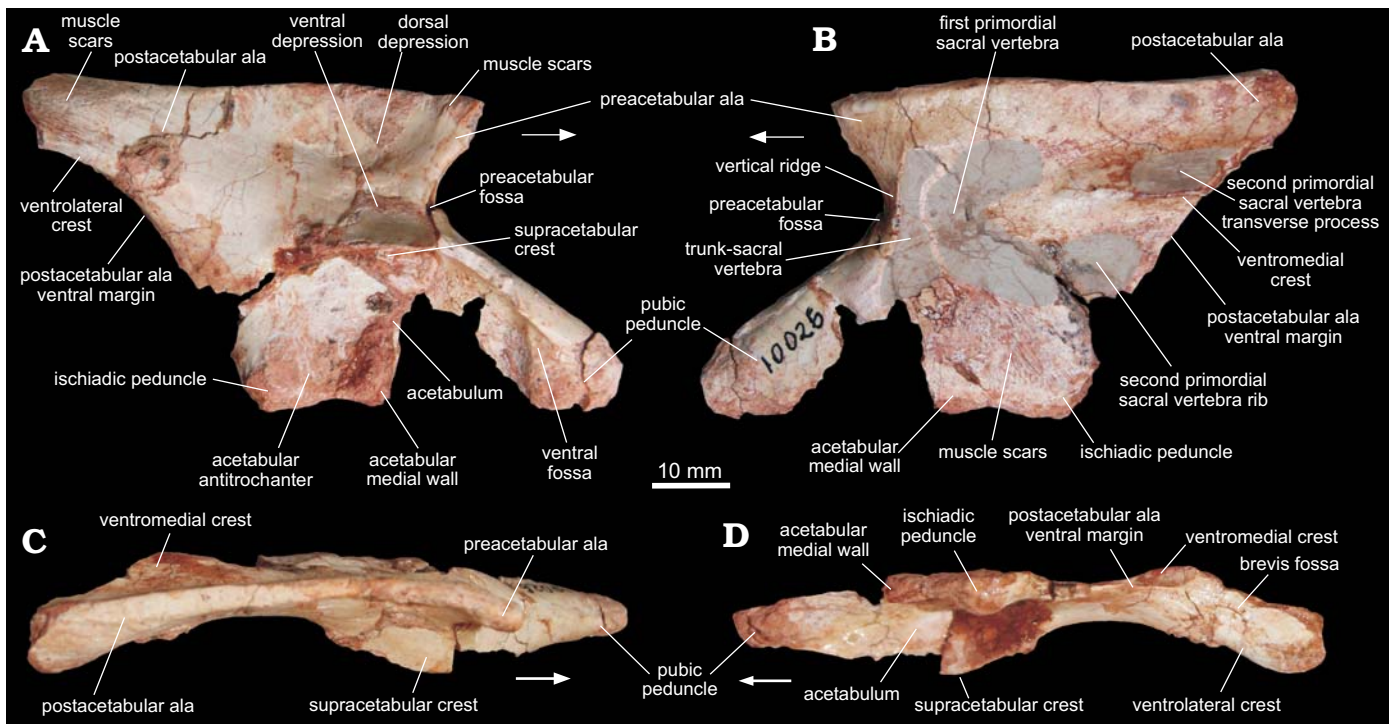 A
muscle
scars
postacetabular ala
ventral
depression
dorsal
depression
muscle scars
preacetabular ala
preacetabular
fossa
supracetabular
crest
ventrolateral
crest
postacetabular ala
ventral margin
ischiadic peduncle
acetabular
antitrochanter
acetabular
medial wall
acetabulum
ventral
fossa
pubic
peduncle
10 mm
B
first primordial
sacral vertebra
postacetabular ala
vertical ridge
preacetabular
fossa
trunk-sacral
vertebra
second primordial
sacral vertebra
transverse process
ventromedial
crest
postacetabular ala
ventral margin
second primordial
sacral vertebra rib
10026
acetabular
medial wall
muscle scars
ischiadic peduncle
C
ventromedial crest
preacetabular ala
postacetabular ala
supracetabular crest
pubic
peduncle
D
acetabular
medial wall
ischiadic
peduncle
postacetabular ala
ventral margin
ventromedial crest
brevis fossa
acetabulum
supracetabular crest
ventrolateral crest